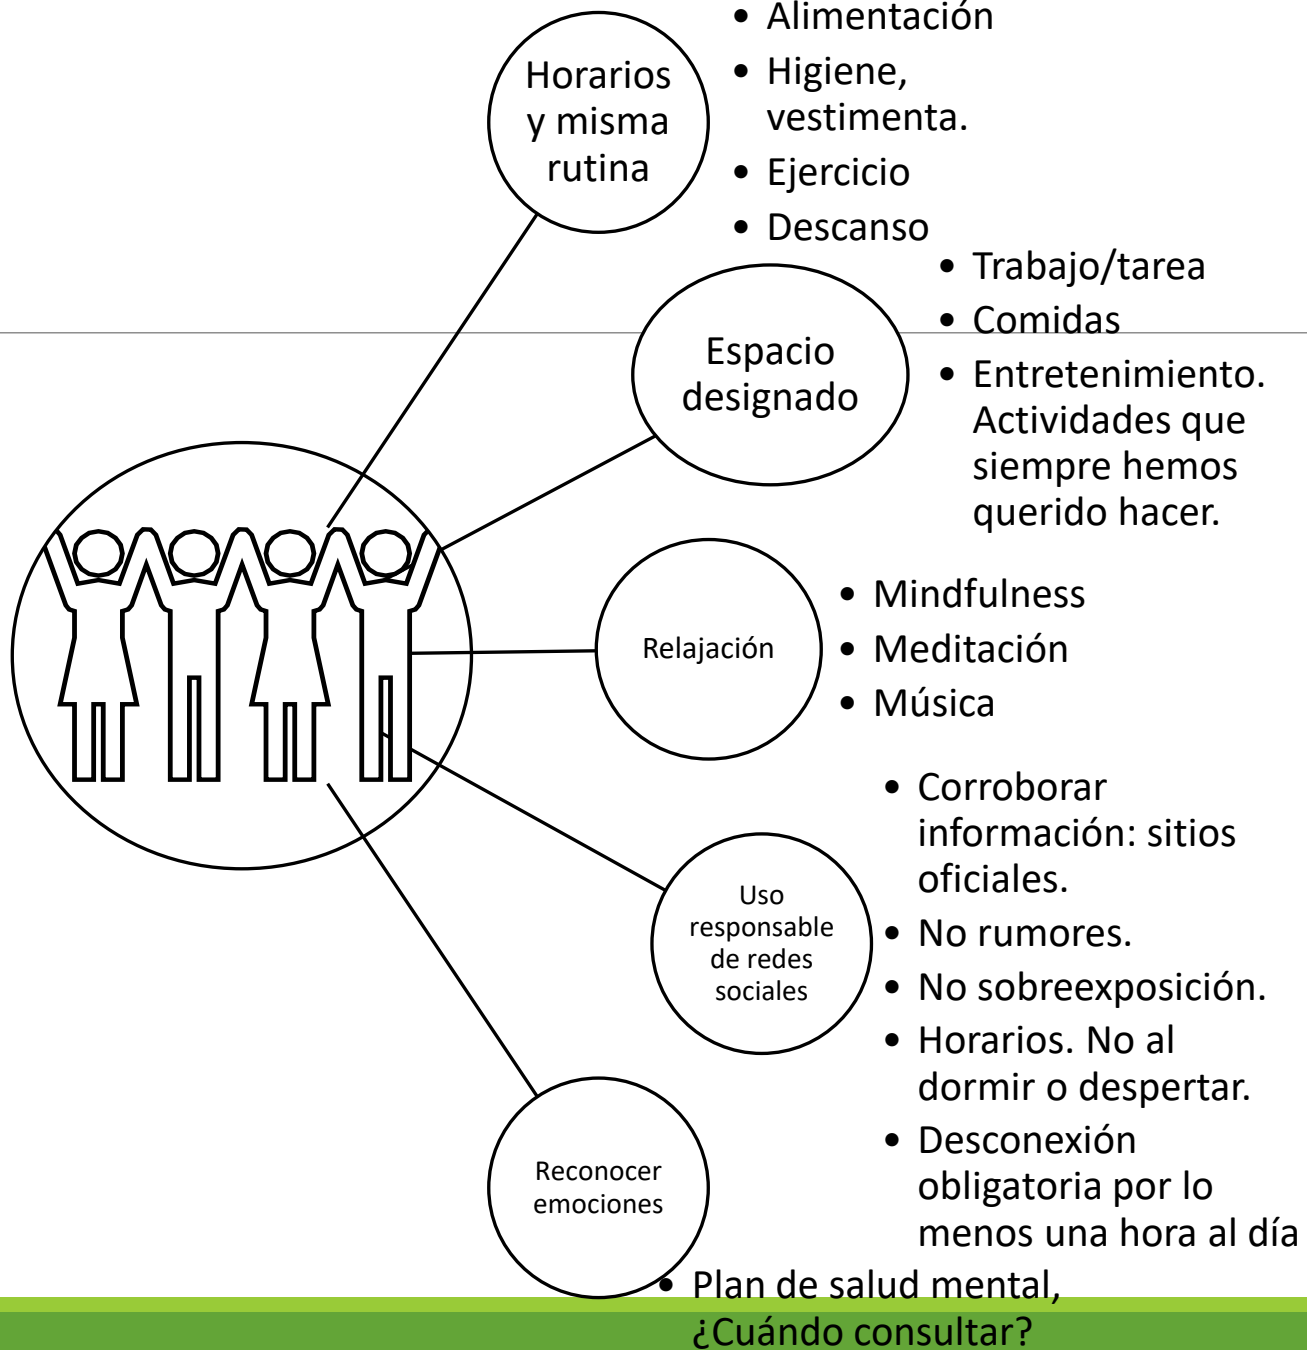 Horarios
y misma
rutina
• Alimentación
• Higiene,
vestimenta.
• Ejercicio
• Descanso
Espacio
designado
• Trabajo/tarea
• Comidas
• Entretenimiento.
Actividades que
siempre hemos
querido hacer.
Relajación
• Mindfulness
• Meditación
• Música
Uso
responsable
de redes
sociales
• Corroborar
información: sitios
oficiales.
• No rumores.
• No sobreexposición.
• Horarios. No al
dormir o despertar.
• Desconexión
obligatoria por lo
menos una hora al día
Reconocer
emociones
• Plan de salud mental,
¿Cuándo consultar?